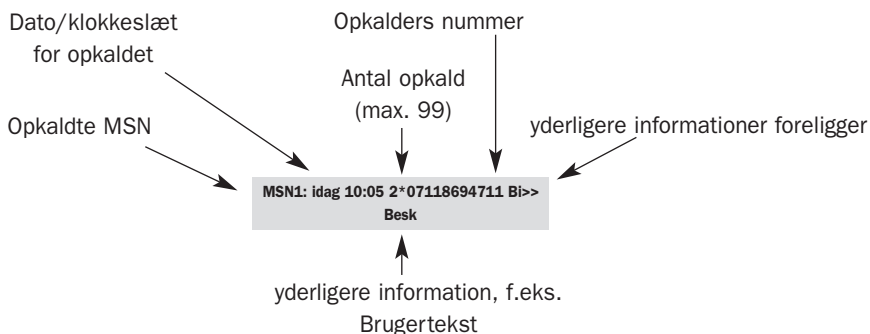 Dato/klokkeslæt
for opkaldet
Opkalders nummer
Antal opkald
(max. 99)
Opkaldte MSN
yderligere informationer foreligger
MSN1: idag 10:05 2*07118694711 Bi>>
Besk
yderligere information, f.eks.
Brugertekst